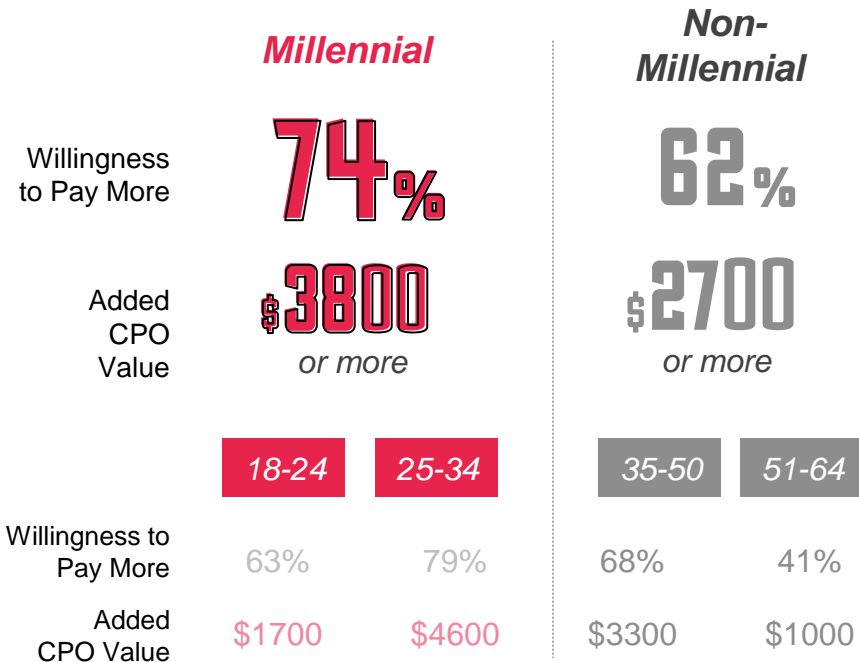 Millennial
Non-
Millennial
Willingness
to Pay More
74%
62%
Added
CPO
Value
$3800
or more
$2700
or more
18-24
25-34
35-50
51-64
Willingness to
Pay More
63%
79%
68%
41%
Added
CPO Value
$1700
$4600
$3300
$1000